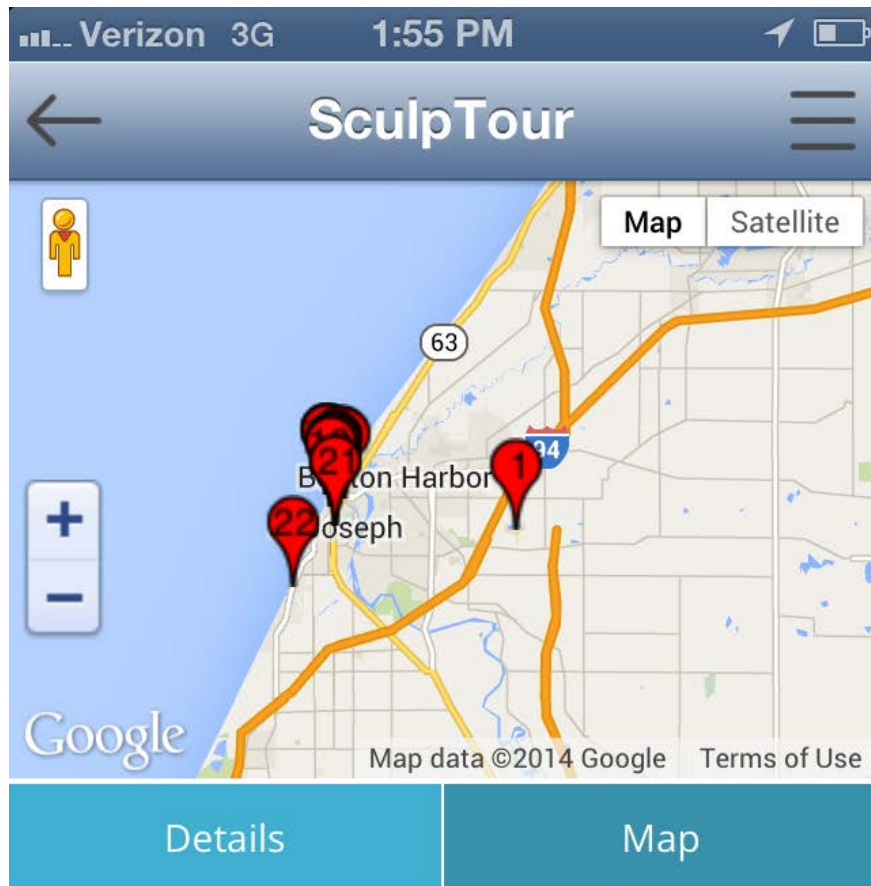 Verizon 3G 1:55 PM
SculpTour
Map Satellite
63
94
1
21
Harbor
22
Joseph
Google
Map data ©2014 Google Terms of Use
Details Map